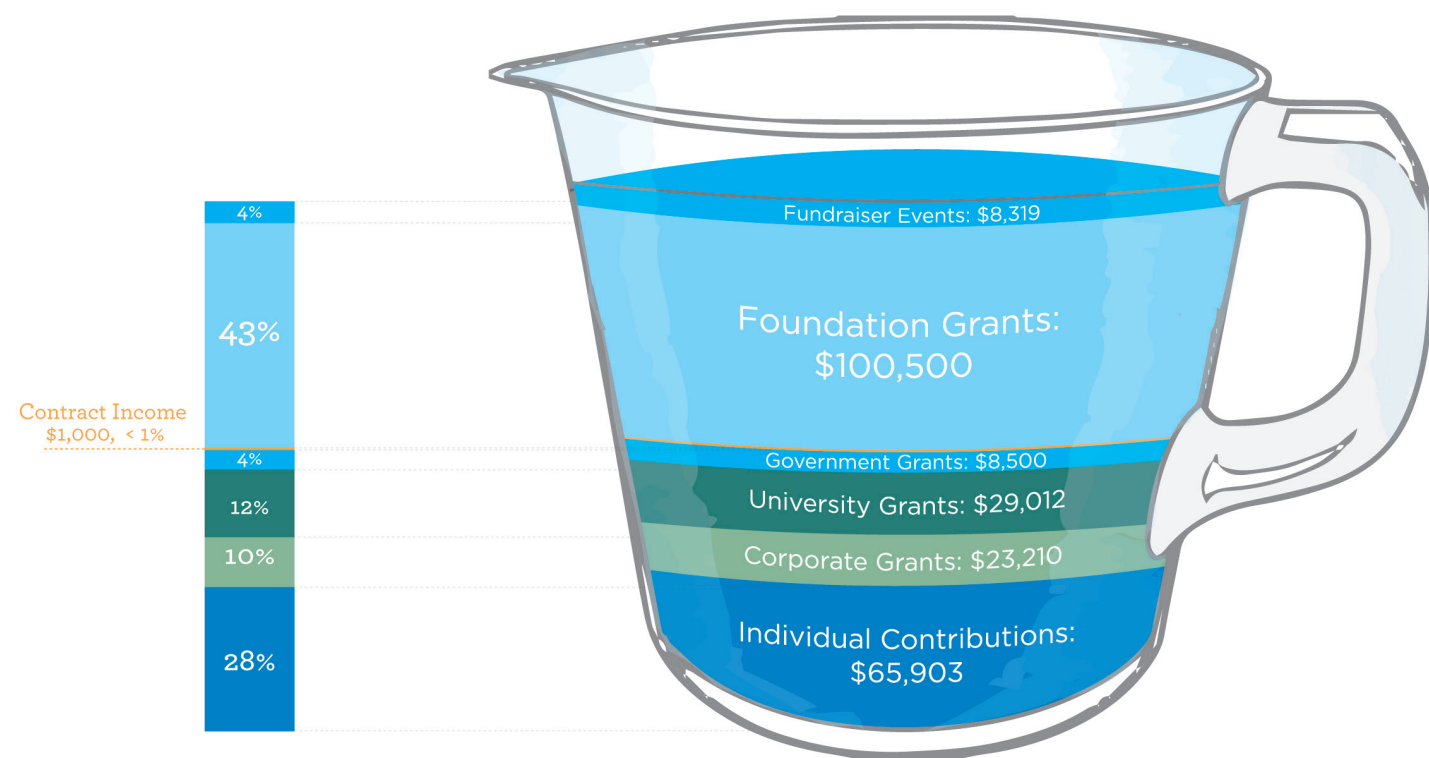 4%
Fundraiser Events: $8,319
43%
Foundation Grants:
$100,500
Contract Income
$1,000, < 1%
4%
Government Grants: $8,500
12%
University Grants: $29,012
10%
Corporate Grants: $23,210
28%
Individual Contributions:
$65,903